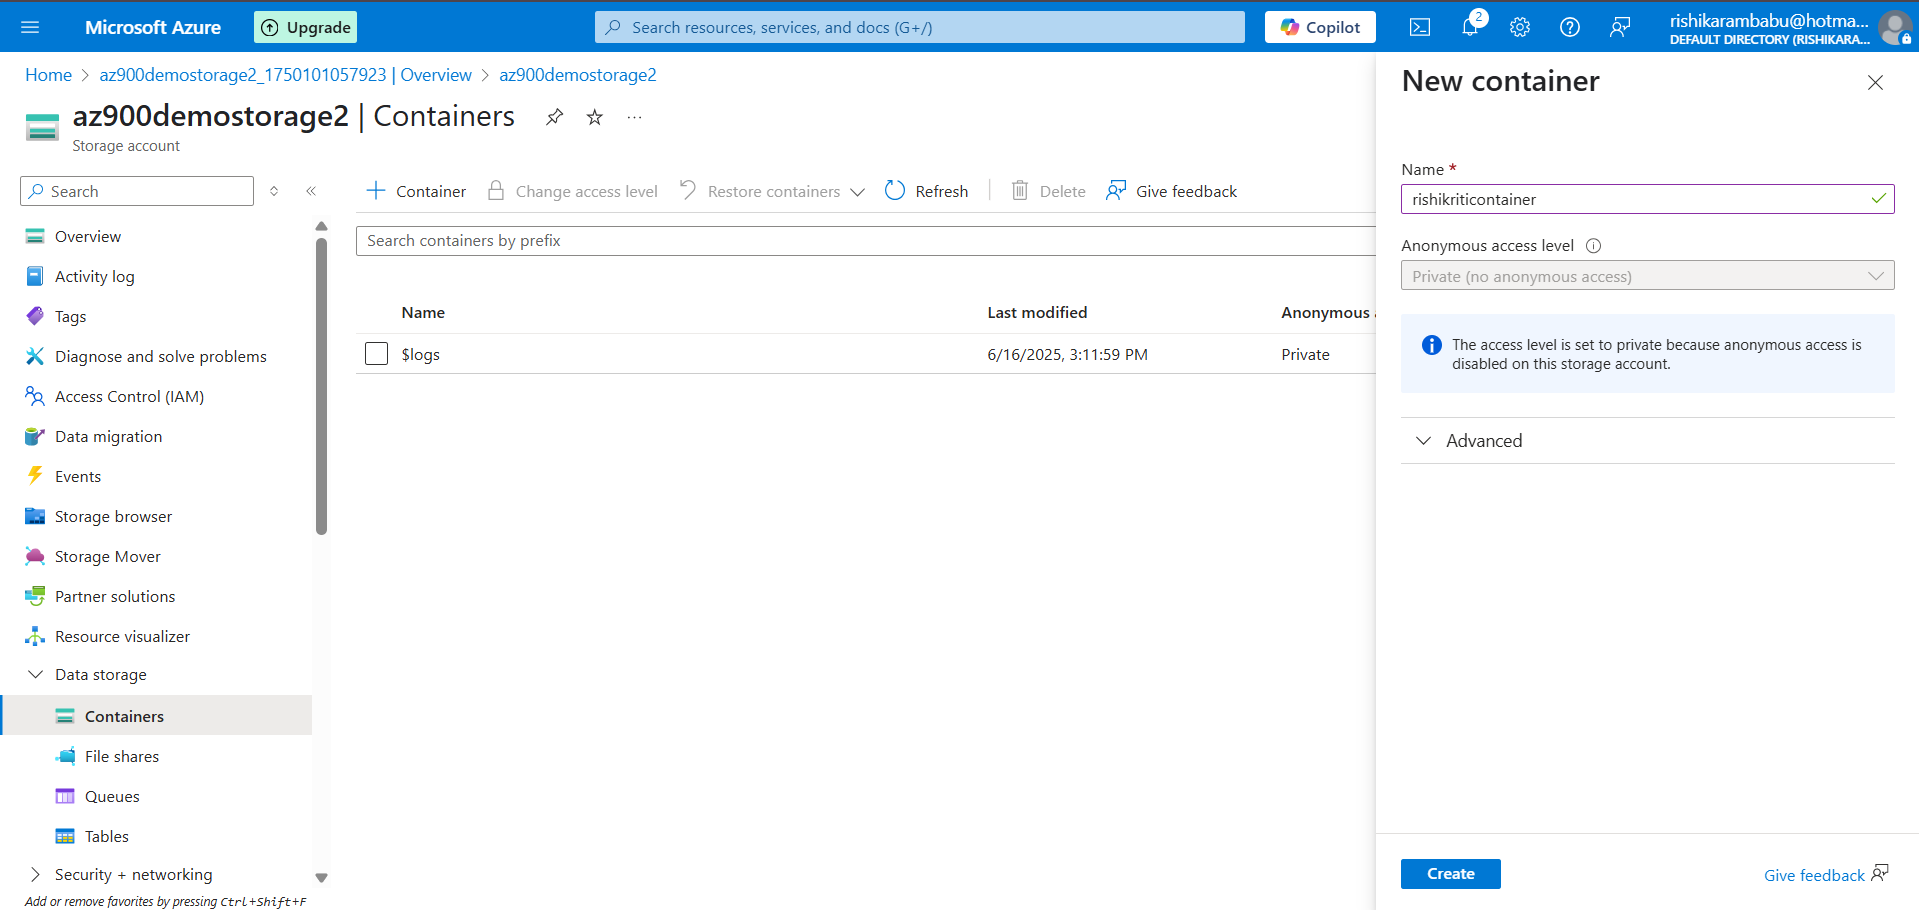 Microsoft Azure
Upgrade
Search resources, services, and docs (G+/)
Copilot
2
rishikarambabu@hotma...
DEFAULT DIRECTORY (RISHIKARA...
Home > az900demostorage2_1750101057923 | Overview > az900demostorage2
az900demostorage2 | Containers
...
Storage account
Search
Overview
Activity log
Tags
Diagnose and solve problems
Access Control (IAM)
Data migration
Events
Storage browser
Storage Mover
Partner solutions
Resource visualizer
Data storage
Containers
File shares
Queues
Tables
Security + networking
Add or remove favorites by pressing Ctrl+Shift+F
Container
Change access level
Restore containers
Refresh
Delete
Give feedback
Search containers by prefix
Name Last modified Anonymous
$logs 6/16/2025, 3:11:59 PM Private
New container
Name *
rishikriticontainer
Anonymous access level
Private (no anonymous access)
The access level is set to private because anonymous access is
disabled on this storage account.
Advanced
Create
Give feedback